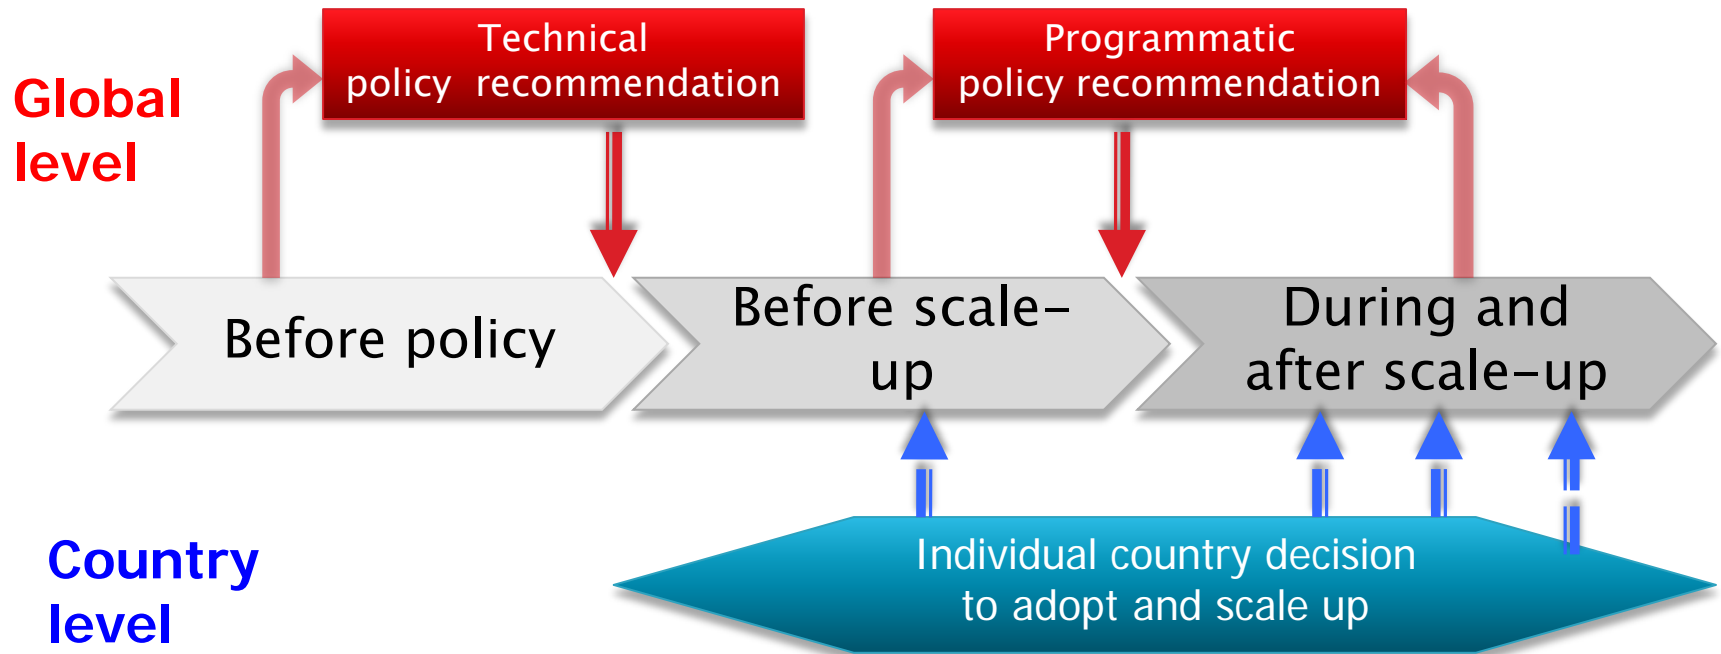 Technical
policy recommendation
Programmatic
policy recommendation
Global
level
Before policy
Before scale-
up
During and
after scale-up
Individual country decision
to adopt and scale up
Country
level